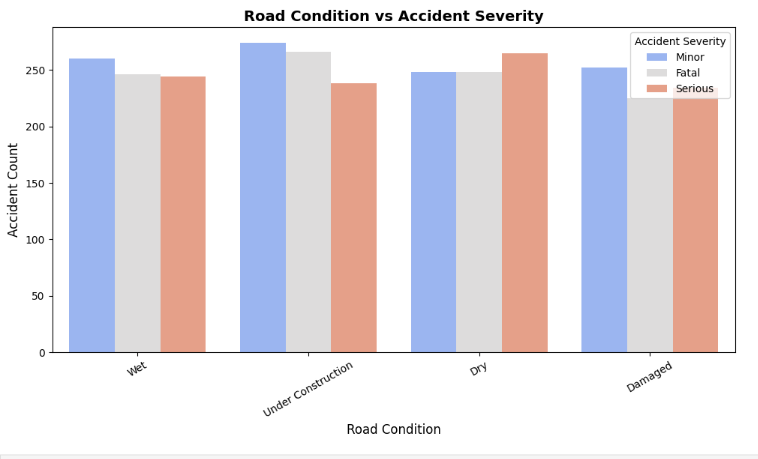 Road Condition vs Accident Severity
Accident Severity
Minor
Fatal
Serious
Accident Count
250
200
150
100
50
0
Wet
Under Construction
Dry
Damaged
Road Condition